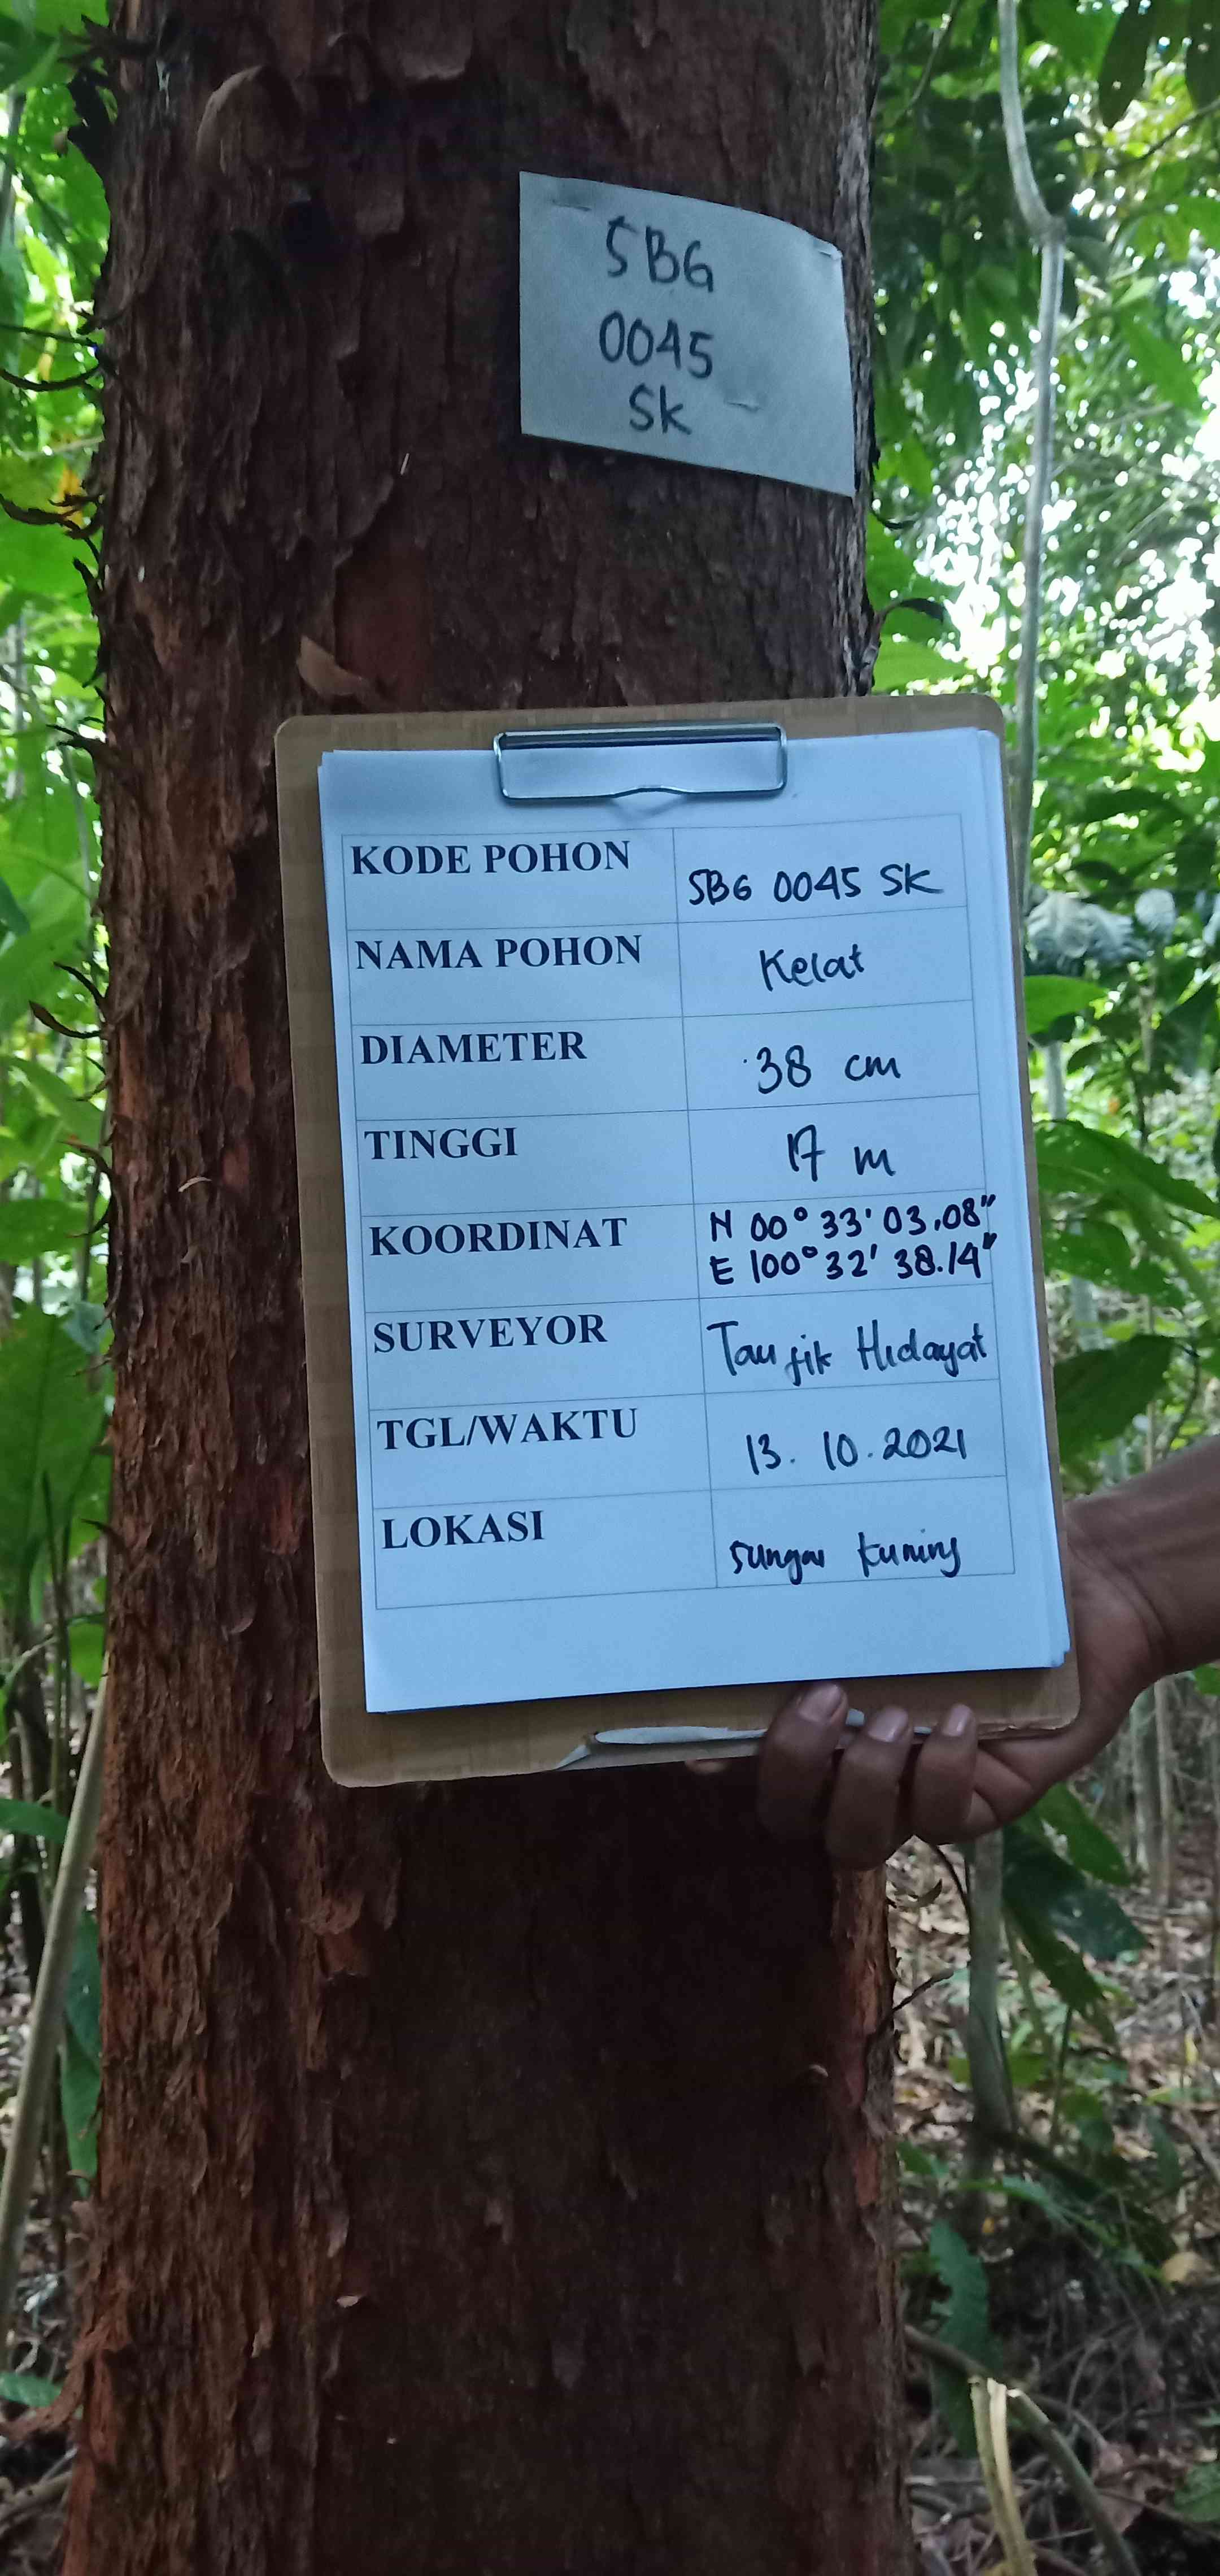 SBG
0045
Sk
KODE POHON
SBG 0045 SK
NAMA POHON
Kelat
DIAMETER
38 cm
TINGGI
17 m
KOORDINAT
N 00° 33' 03,08"
E 100° 32' 38.14"
SURVEYOR
Taufik Hidayat
TGL/WAKTU
13. 10. 2021
LOKASI
Sungai Kuning